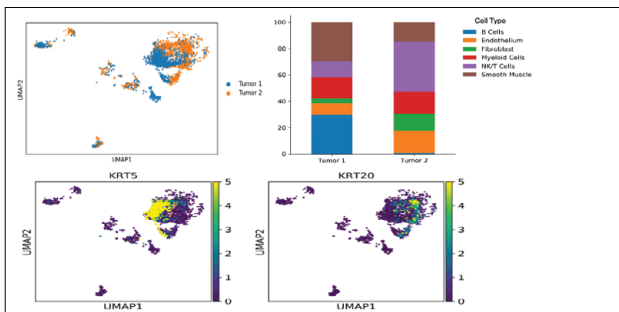 UMAP2
UMAP1
Tumor 1
Tumor 2
100
80
60
40
20
0
Tumor 1
Tumor 2
Cell Type
B Cells
Endothelium
Fibroblast
Myeloid Cells
NK/T Cells
Smooth Muscle
KRT5
UMAP2
UMAP1
5
4
3
2
1
0
KRT20
UMAP2
UMAP1
5
4
3
2
1
0